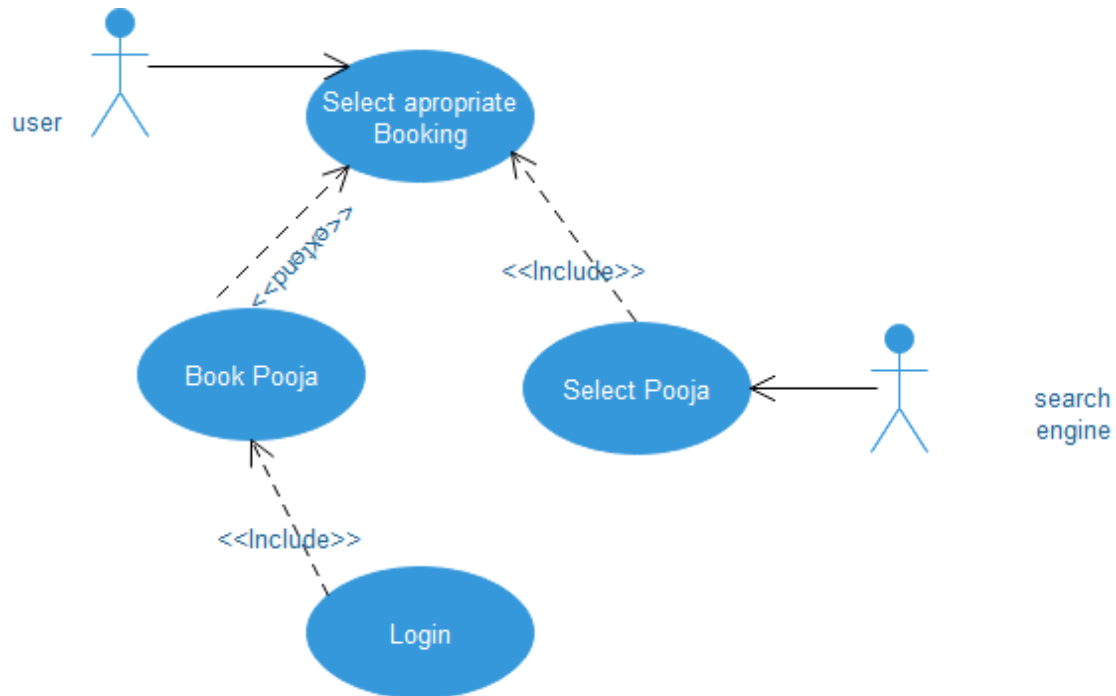 user
Select apropriate
Booking
<<extend>>
<<Include>>
Book Pooja
Select Pooja
search
engine
<<Include>>
Login